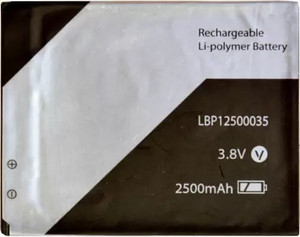 Rechargeable
Li-polymer Battery
LBP12500035
3.8V V
2500mAh